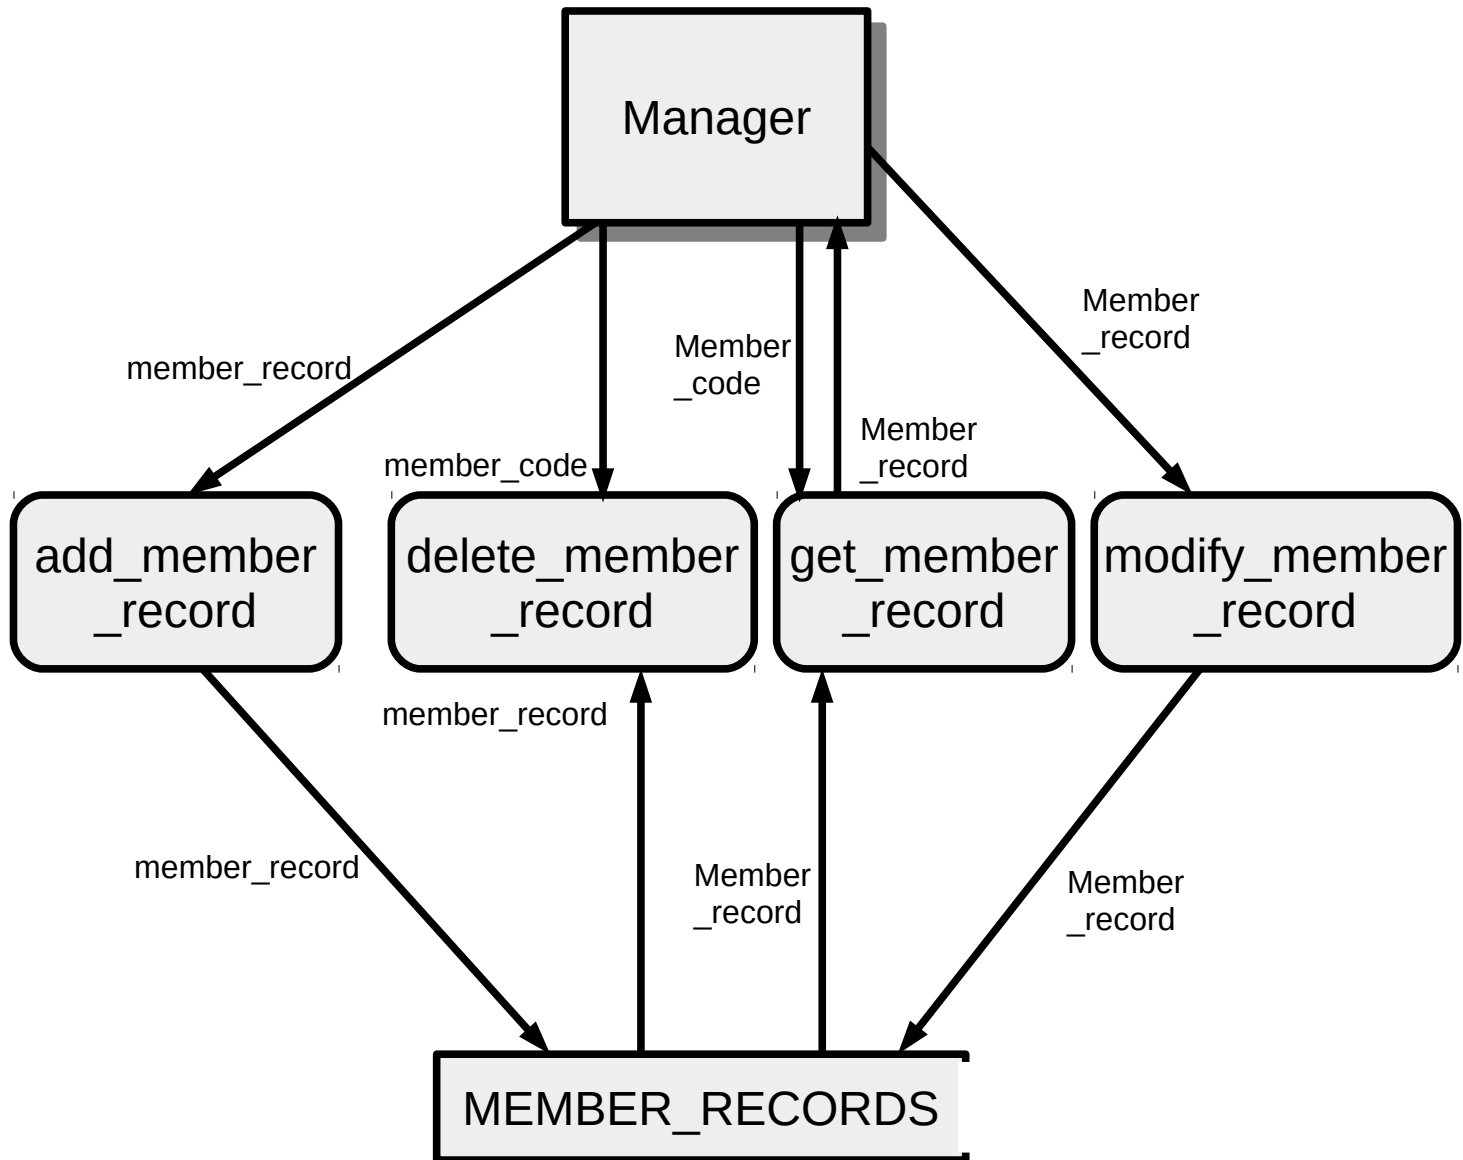 Manager
Member
_record
Member
_code
member_record
Member
_record
member_code
add_member
_record
delete_member
_record
get_member
_record
modify_member
_record
member_record
member_record
Member
_record
Member
_record
MEMBER_RECORDS